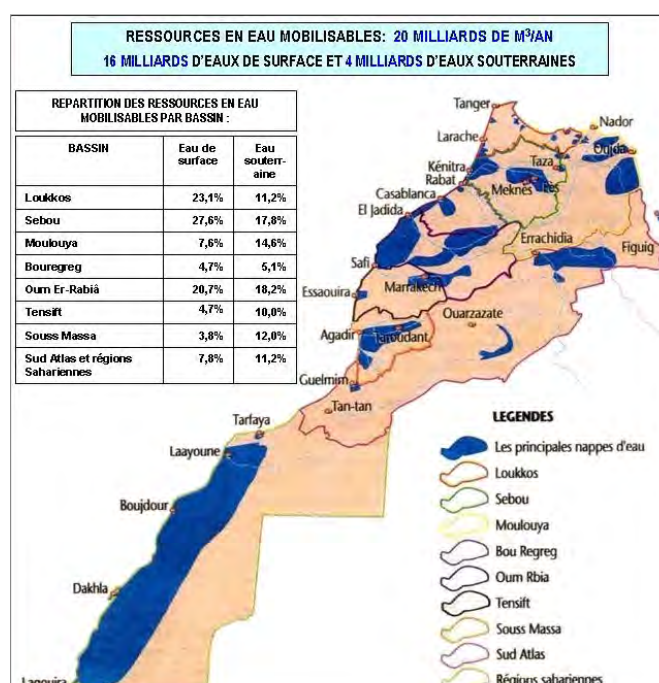 RESSOURCES EN EAU MOBILISABLES: 20 MILLIARDS DE M³/AN
16 MILLIARDS D'EAUX DE SURFACE ET 4 MILLIARDS D'EAUX SOUTERRAINES
REPARTITION DES RESSOURCES EN EAU
MOBILISABLES PAR BASSIN :
BASSIN Eau de surface Eau souterr-aine
Loukkos 23,1% 11,2%
Sebou 27,6% 17,8%
Moulouya 7,6% 14,6%
Bouregreg 4,7% 5,1%
Oum Er-Rabiâ 20,7% 18,2%
Tensift 4,7% 10,0%
Souss Massa 3,8% 12,0%
Sud Atlas et régions Sahariennes 7,8% 11,2%
Tanger
Nador
Larache
Oujda
Taza
Kénitra
Rabat
Fès
Meknès
Casablanca
El Jadida
Errachidia
Figuig
Safi
Essaouira
Marrakech
Ouarzazate
Agadir
Taroudant
Guelmim
Tan-tan
Tarfaya
Laayoune
Boujdour
Dakhla
Lagouira
LEGENDES
Les principales nappes d'eau
Loukkos
Sebou
Moulouya
Bou Regreg
Oum Rbia
Tensift
Souss Massa
Sud Atlas
Régions sahariennes